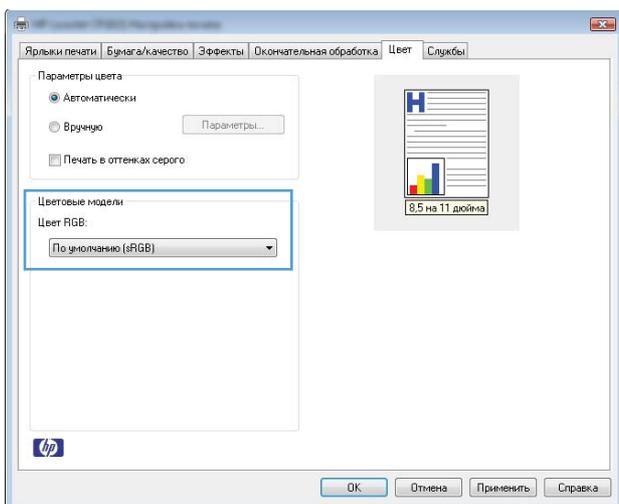 Ярлыки печати Бумага/качество Эффекты Окончательная обработка Цвет Службы
Параметры цвета
Автоматически
Вручную
Параметры...
Печать в оттенках серого
Цветовые модели
Цвет RGB:
По умолчанию (sRGB)
H
8,5 на 11 дюйма
hp
OK Отмена Применить Справка